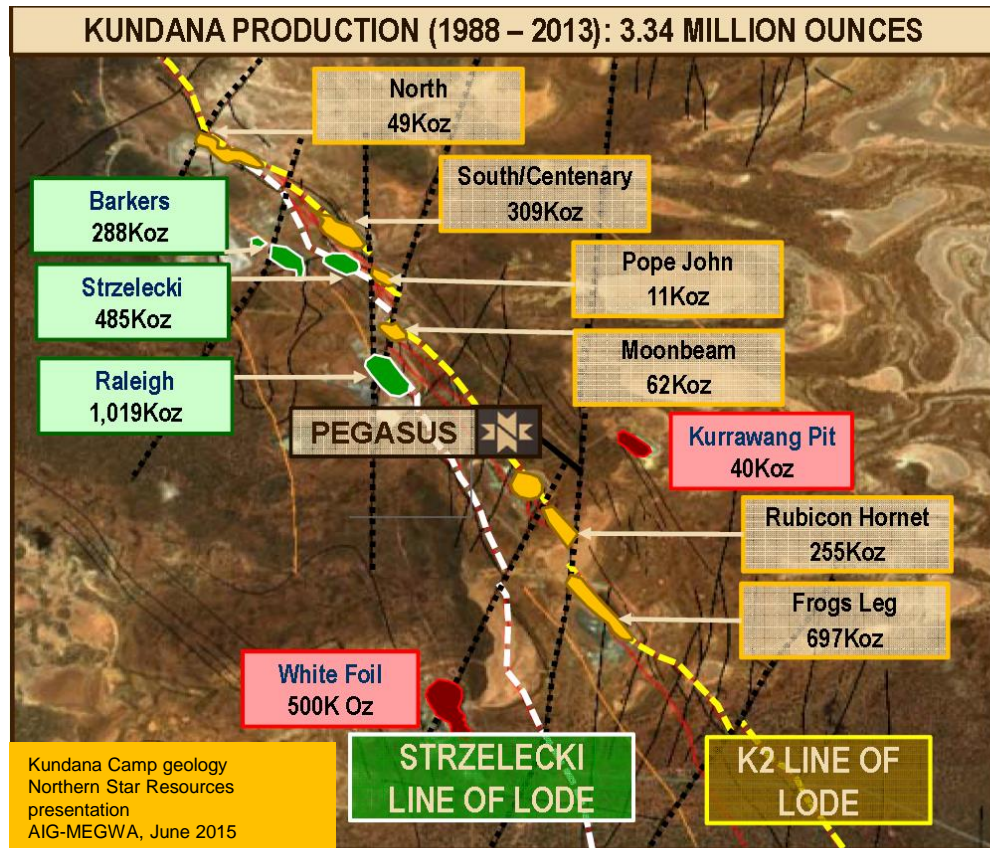 KUNDANA PRODUCTION (1988 – 2013): 3.34 MILLION OUNCES
North
49Koz
Barkers
288Koz
South/Centenary
309Koz
Strzelecki
485Koz
Pope John
11Koz
Raleigh
1,019Koz
Moonbeam
62Koz
PEGASUS
Kurrawang Pit
40Koz
Rubicon Hornet
255Koz
Frogs Leg
697Koz
White Foil
500K Oz
STRZELECKI
LINE OF LODE
K2 LINE OF
LODE
Kundana Camp geology
Northern Star Resources
presentation
AIG-MEGWA, June 2015